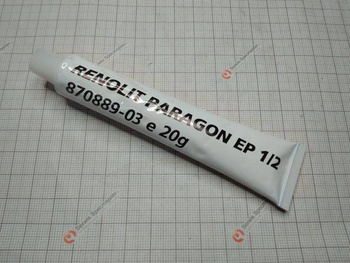 RENOLIT PARAGON EP 1/2
870889-03 e 20g